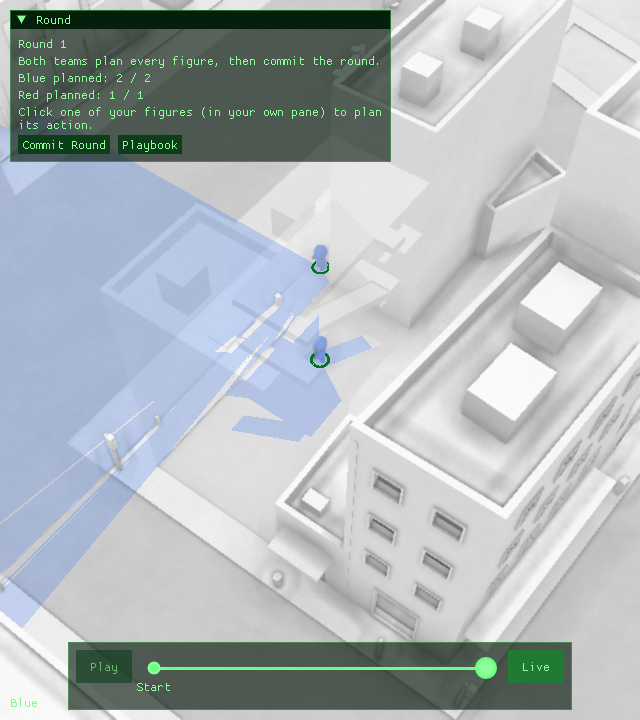 Round
Round 1
Both teams plan every figure, then commit the round.
Blue planned: 2 / 2
Red planned: 1 / 1
Click one of your figures (in your own pane) to plan
its action.
Commit Round Playbook
Play
Start
Live
Blue